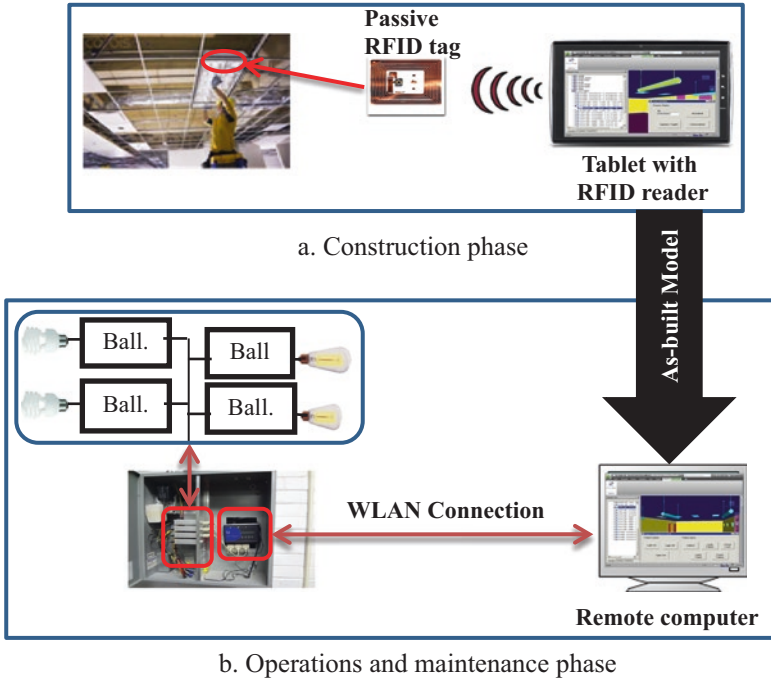 Passive
RFID tag
Tablet with
RFID reader
a. Construction phase
As-built Model
Ball.
Ball
Ball.
Ball.
WLAN Connection
Remote computer
b. Operations and maintenance phase